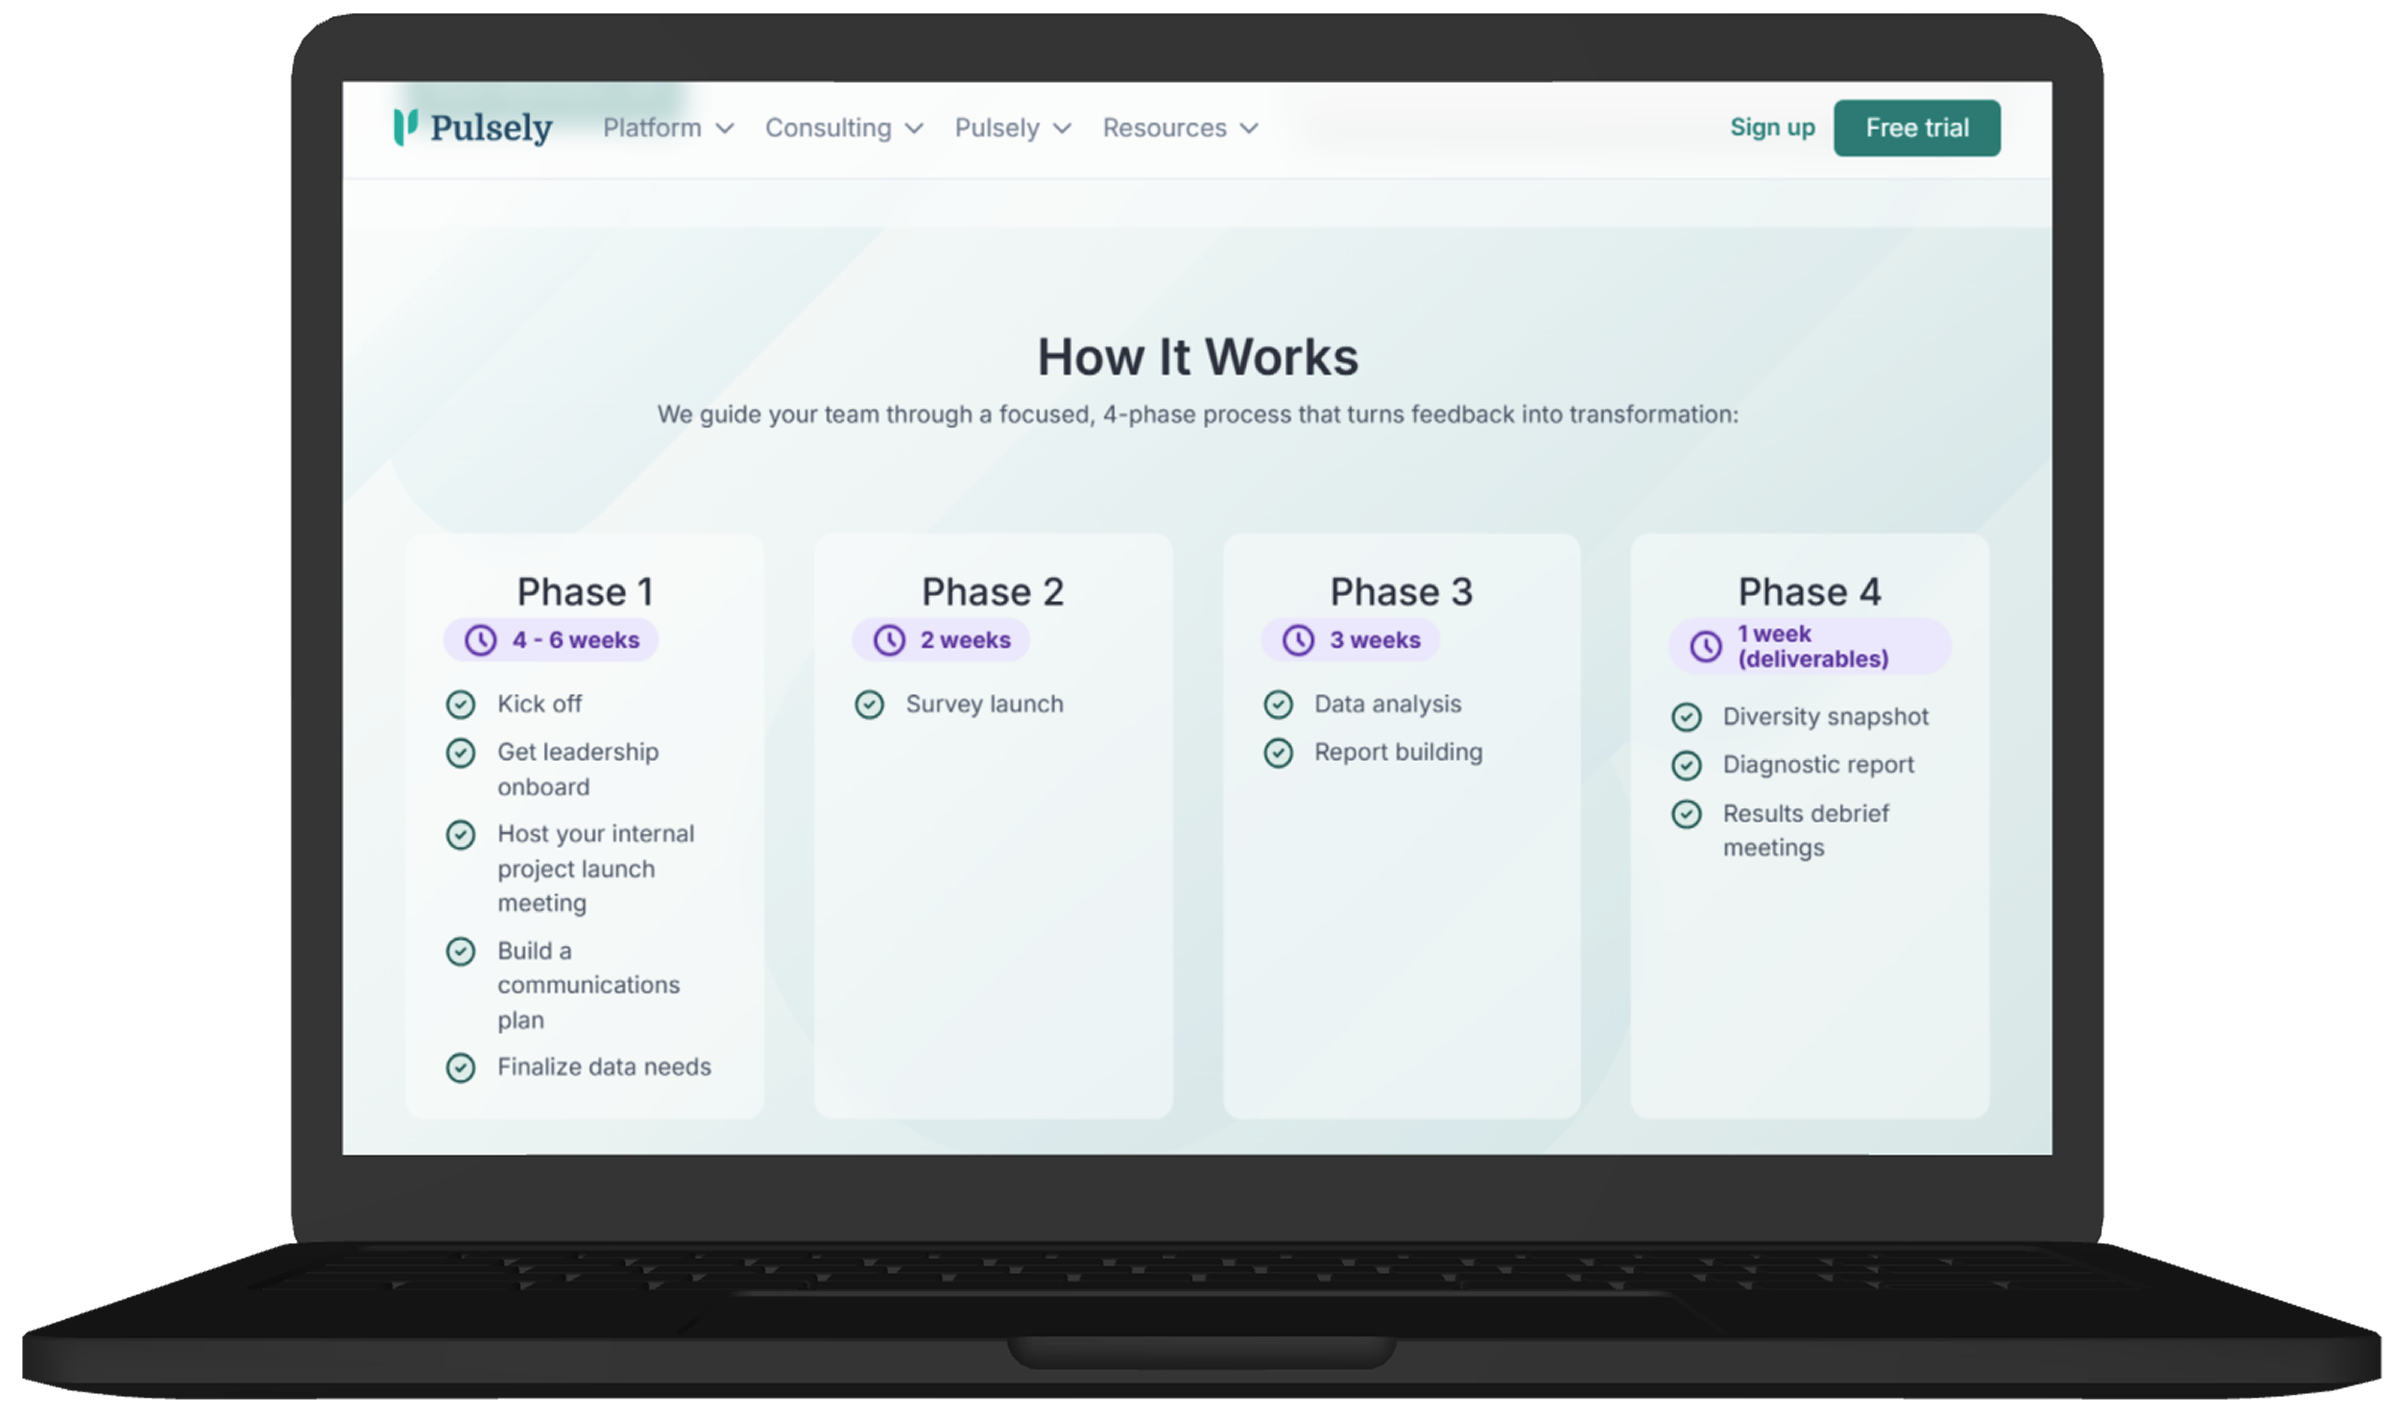 Pulsely
Platform
Consulting
Pulsely
Resources
Sign up
Free trial
How It Works
We guide your team through a focused, 4-phase process that turns feedback into transformation:
Phase 1
4 - 6 weeks
Kick off
Get leadership
onboard
Host your internal
project launch
meeting
Build a
communications
plan
Finalize data needs
Phase 2
2 weeks
Survey launch
Phase 3
3 weeks
Data analysis
Report building
Phase 4
1 week
(deliverables)
Diversity snapshot
Diagnostic report
Results debrief
meetings